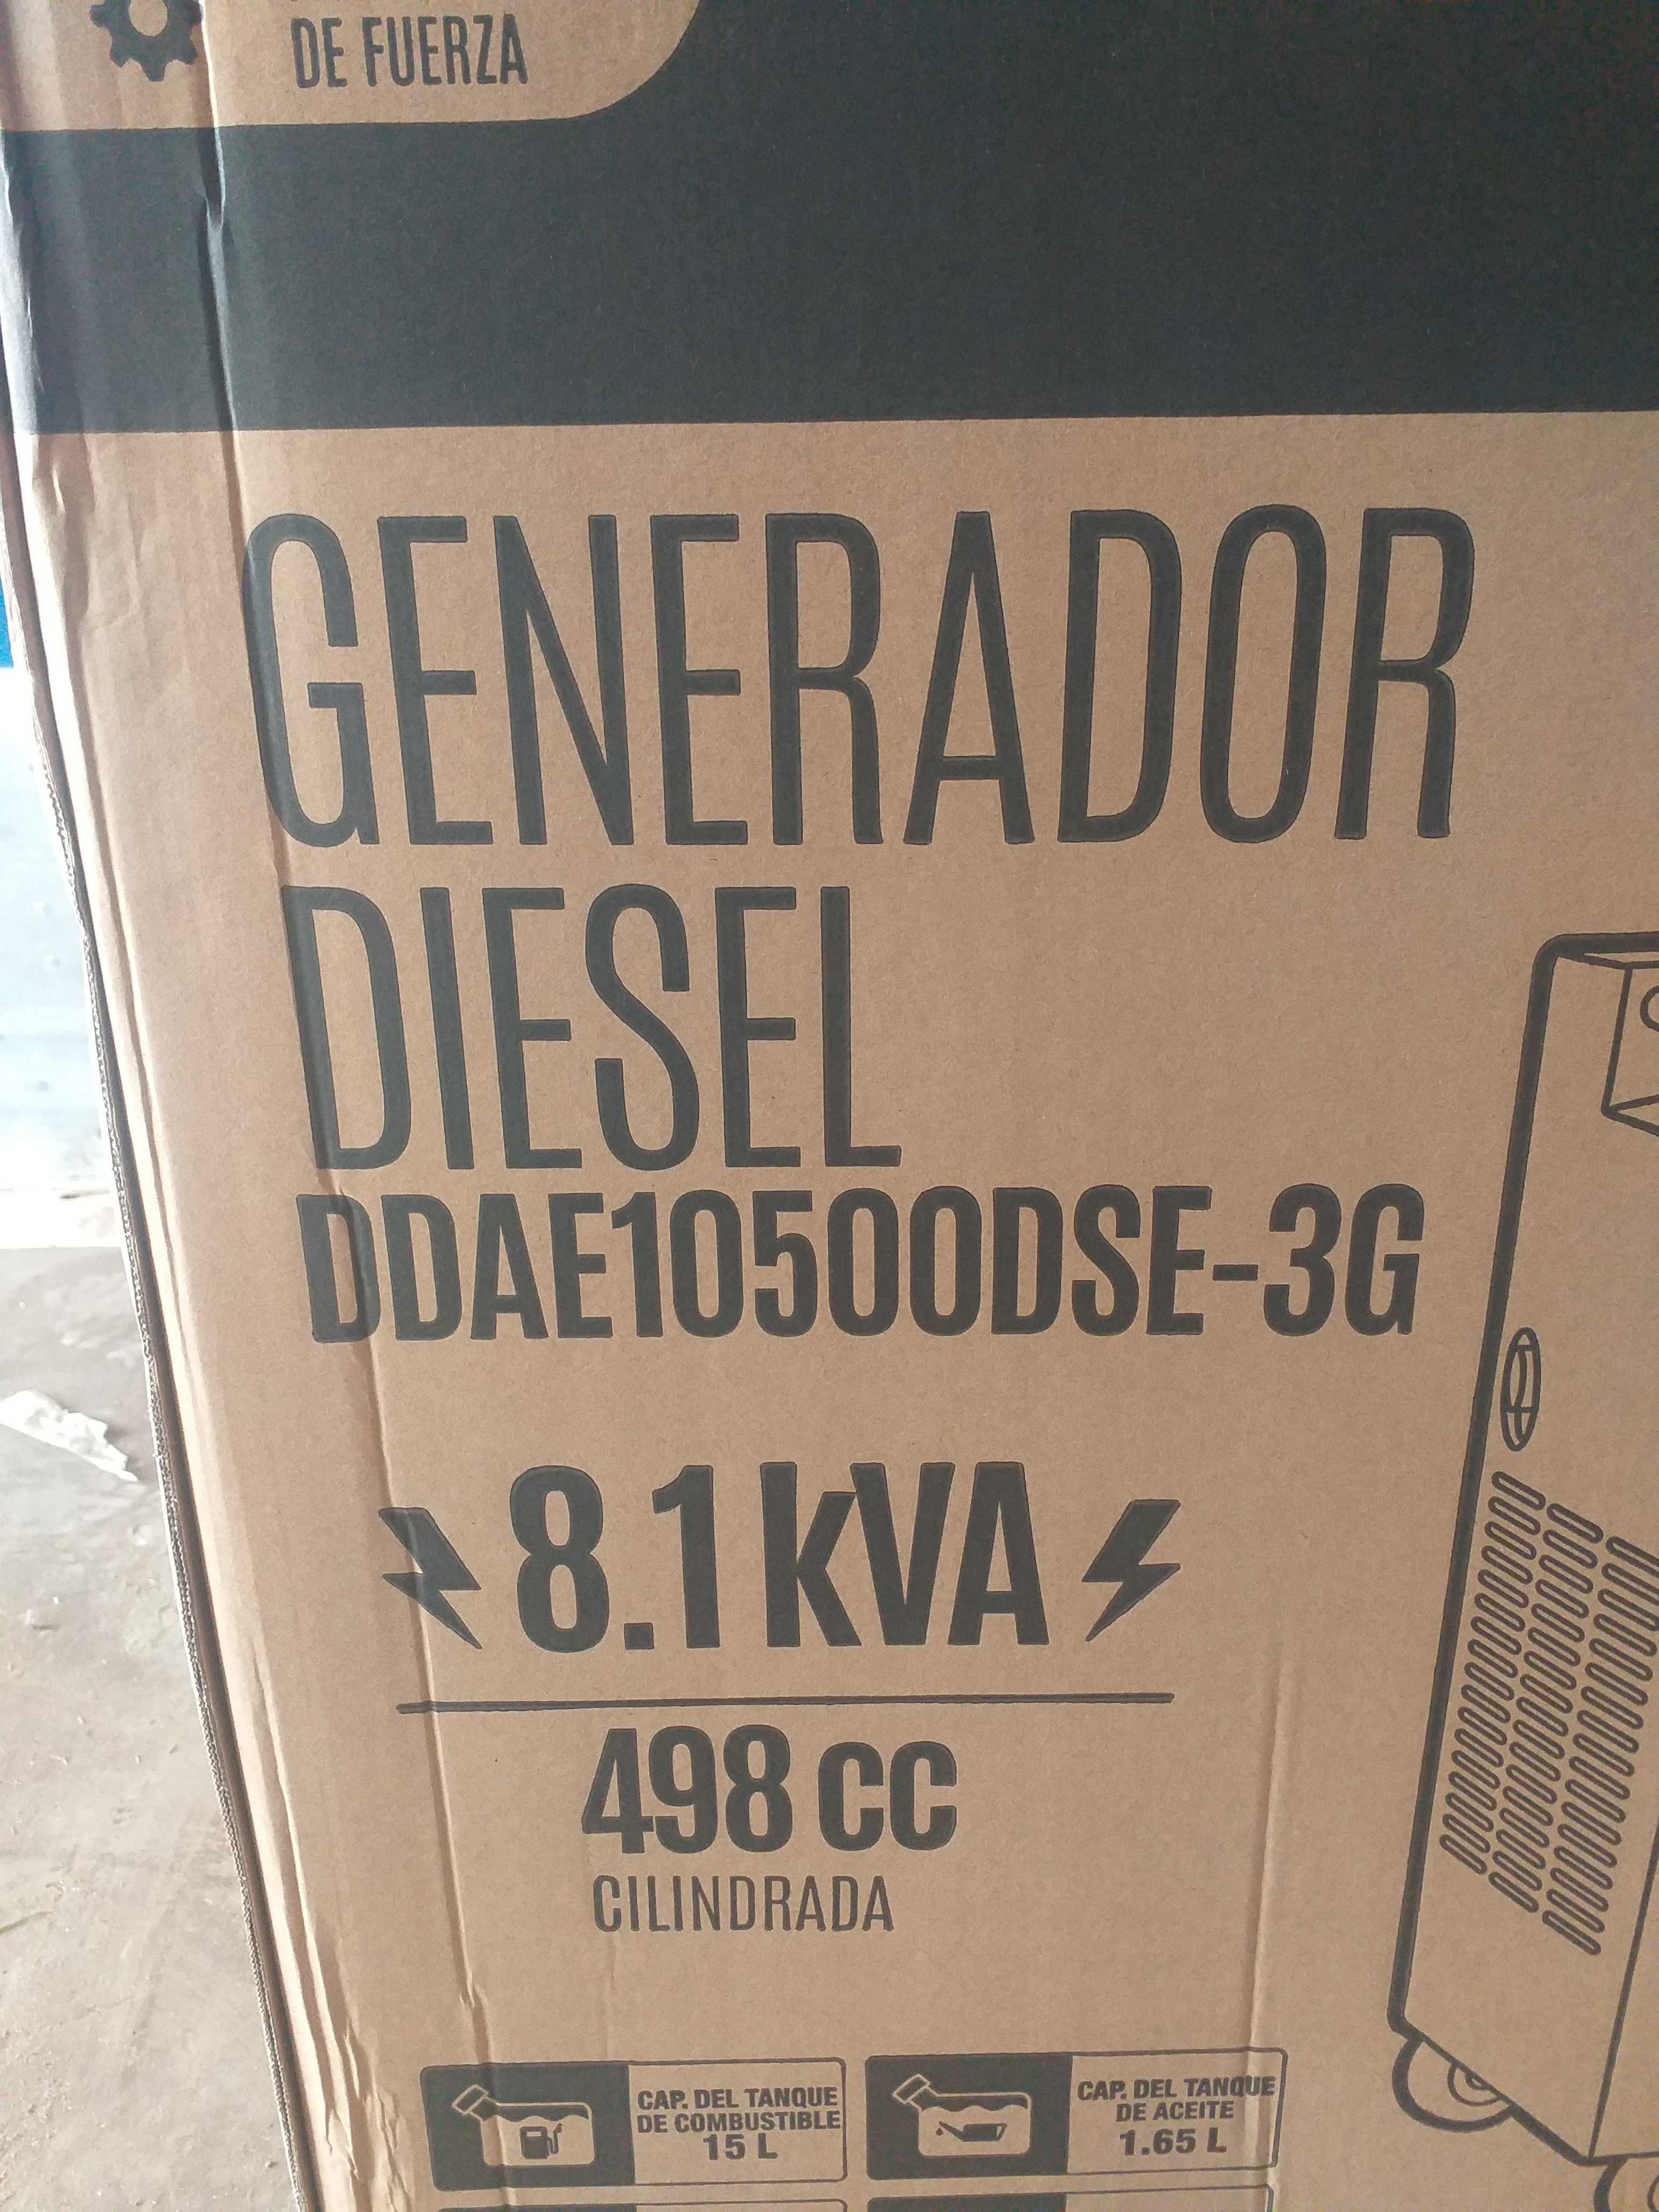 DE FUERZA
GENERADOR
DIESEL
DDAE10500DSE-3G
8.1 kVA
498 CC
CILINDRADA
CAP. DEL TANQUE
DE COMBUSTIBLE
15 L
CAP. DEL TANQUE
DE ACEITE
1.65 L